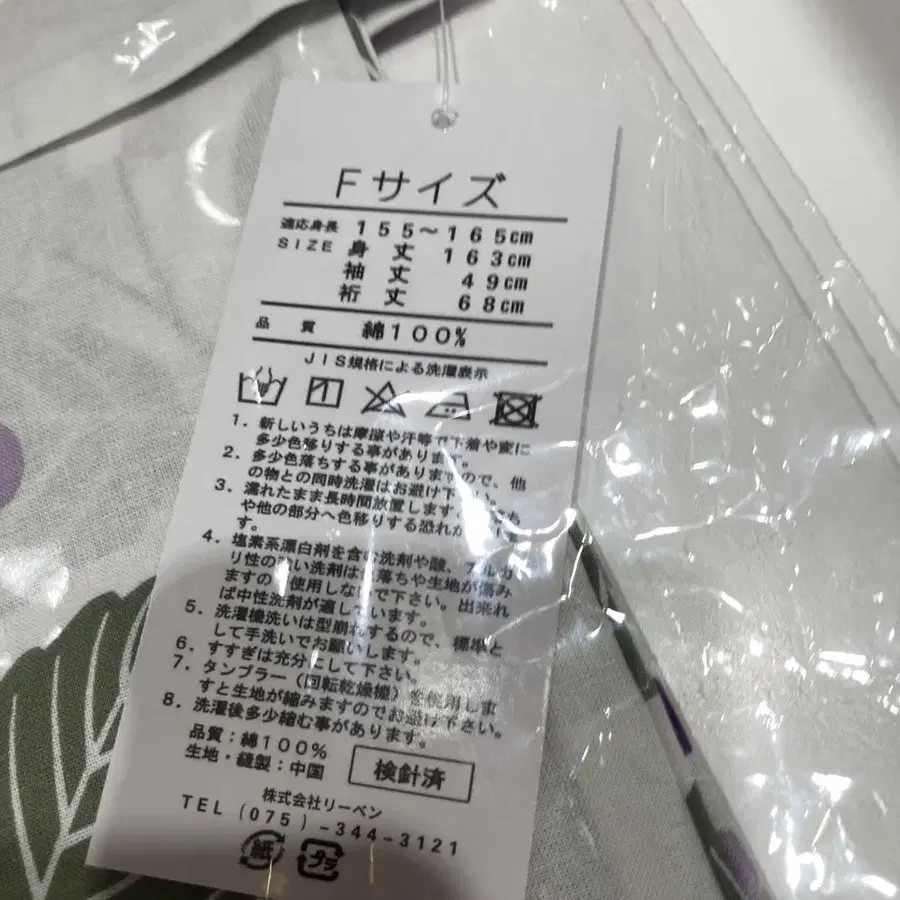 Fサイズ
適応身長 155〜165cm
SIZE 身丈 163cm
袖丈 49cm
裄丈 68cm
品質 綿100%
JIS規格による洗濯表示
1. 新しいうちは摩擦や汗等で下着や変に
多少色移りする事があります。
2. 多少色落ちする事がありますので、他
の物との同時洗濯はお避け下さい。
3. 濡れたまま長時間放置します
や他の部分へ色移りする恐れが
す。
4. 塩素系漂白剤を含む洗剤や酸、アルカ
リ性の強い洗剤は色落ちや生地が傷み
ますの 使用しないで下さい。出来れ
ば中性洗剤が適しています。
5. 洗濯機洗いは型崩れするので、標準と
して手洗いでお願いします。
6. すすぎは充分にして下さい。
7. タンブラー(回転乾燥機)を使用しま
すと生地が縮みますのでお避け下さい。
8. 洗濯後多少縮む事があります。
品質:綿100%
生地・縫製:中国 検針済
株式会社リーベン
TEL (075) -344-3121
紙 プラ